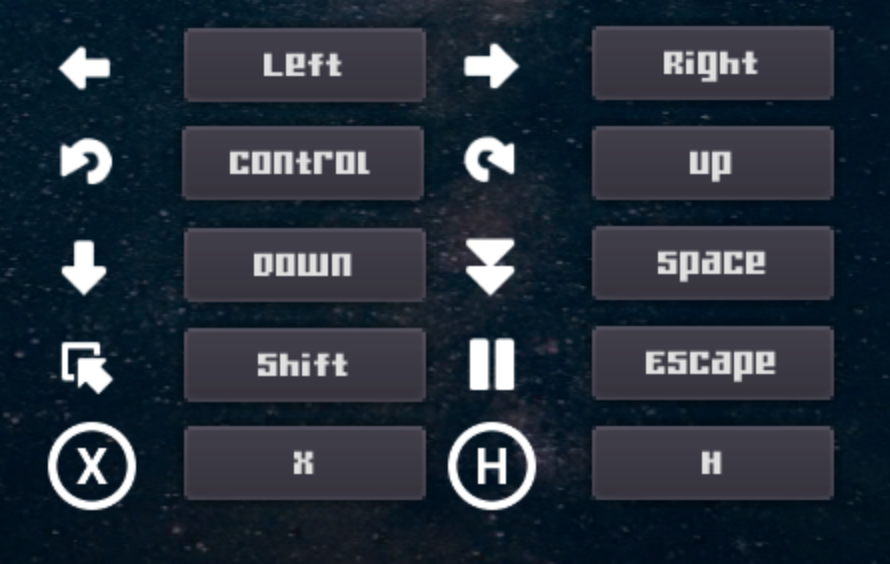 Left
Right
Control
Up
Down
Space
Shift
Escape
X
X
H
H